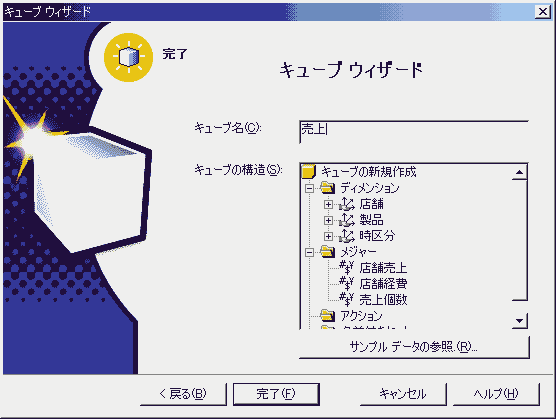 キューブ ウィザード
完了
キューブ ウィザード
キューブ名(C):
売上
キューブの構造(S):
キューブの新規作成
ディメンション
店舗
製品
時区分
メジャー
店舗売上
店舗経費
売上個数
アクション
サンプル データの参照(R)...
< 戻る(B)
完了(F)
キャンセル
ヘルプ(H)